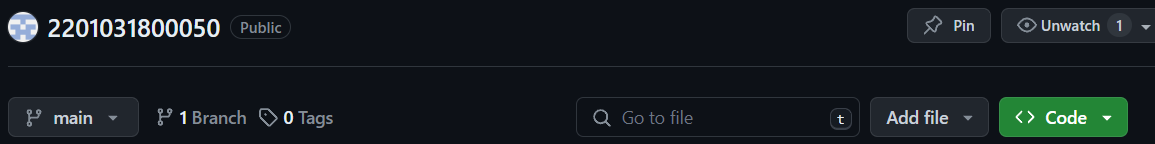 2201031800050 Public Pin Unwatch 1
main 1 Branch 0 Tags Go to file t Add file Code